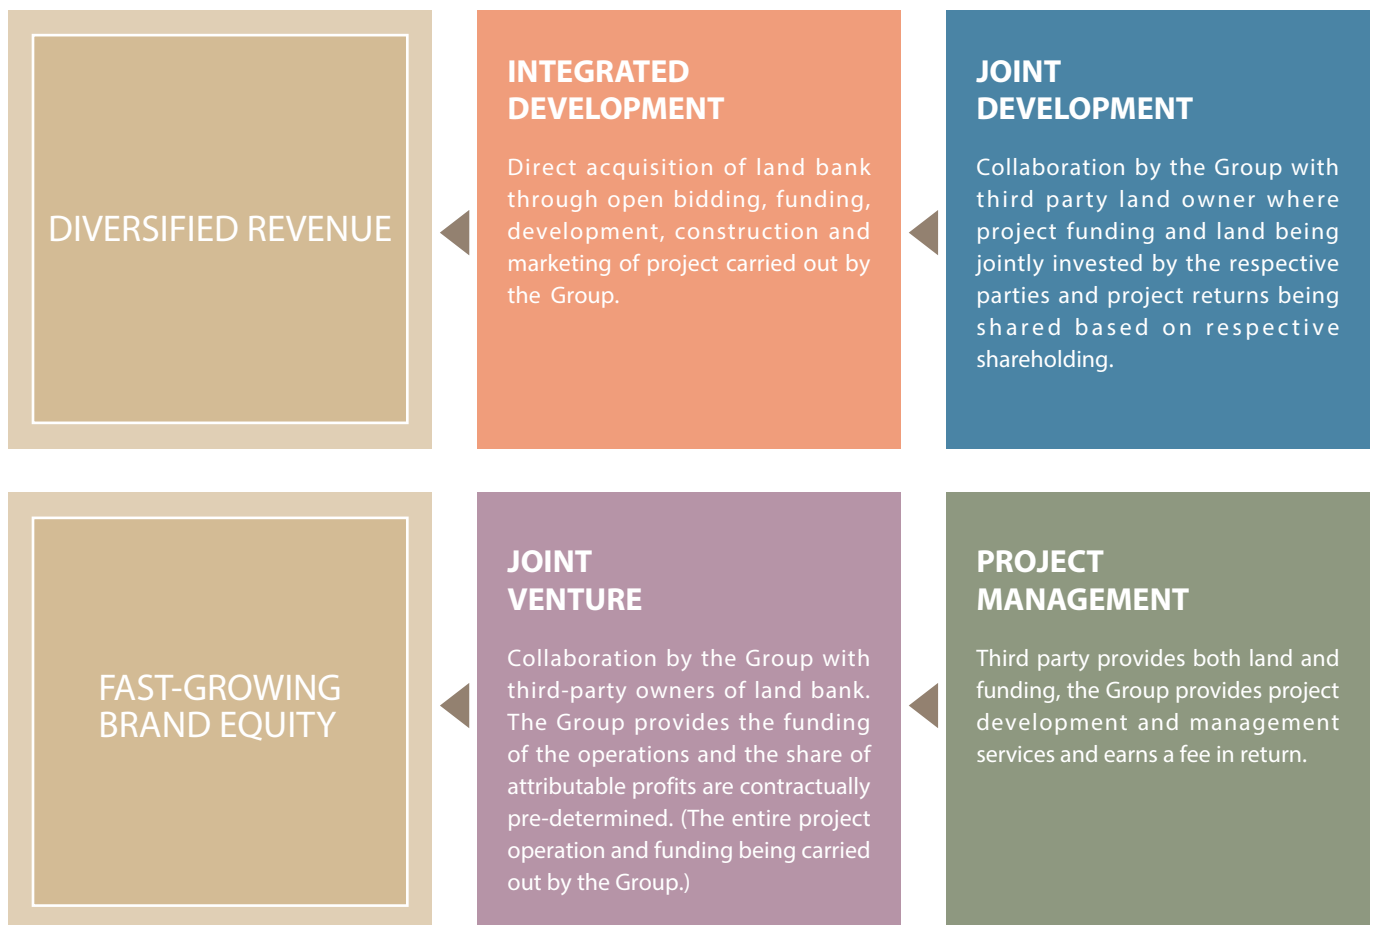 DIVERSIFIED REVENUE
INTEGRATED
DEVELOPMENT
Direct acquisition of land bank
through open bidding, funding,
development, construction and
marketing of project carried out by
the Group.
JOINT
DEVELOPMENT
Collaboration by the Group with
third party land owner where
project funding and land being
jointly invested by the respective
parties and project returns being
shared based on respective
shareholding.
FAST-GROWING
BRAND EQUITY
JOINT
VENTURE
Collaboration by the Group with
third-party owners of land bank.
The Group provides the funding
of the operations and the share of
attributable profits are contractually
pre-determined. (The entire project
operation and funding being carried
out by the Group.)
PROJECT
MANAGEMENT
Third party provides both land and
funding, the Group provides project
development and management
services and earns a fee in return.